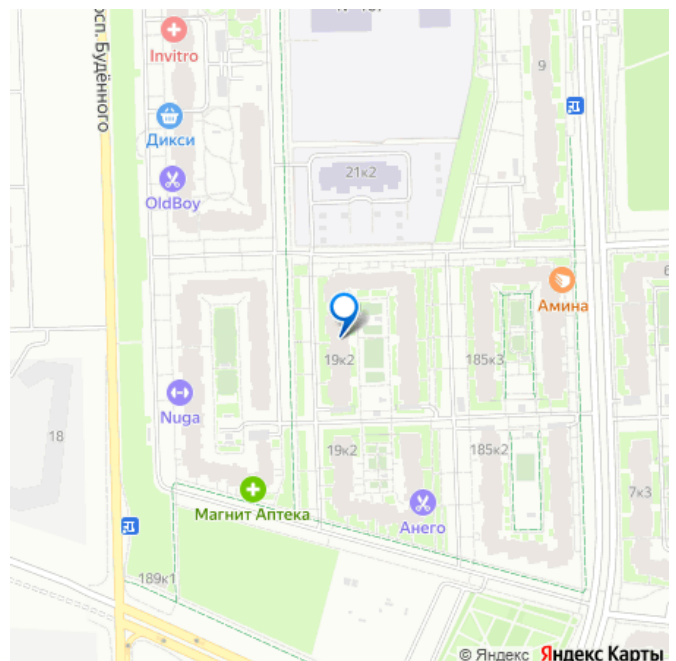 Invitro
9
просп. Будённого
Дикси
21к2
OldBoy
Амина
19к2
185к3
Nuga
18
19к2
185к2
7к3
Магнит Аптека
Анего
189к1
© Яндекс Яндекс Карты